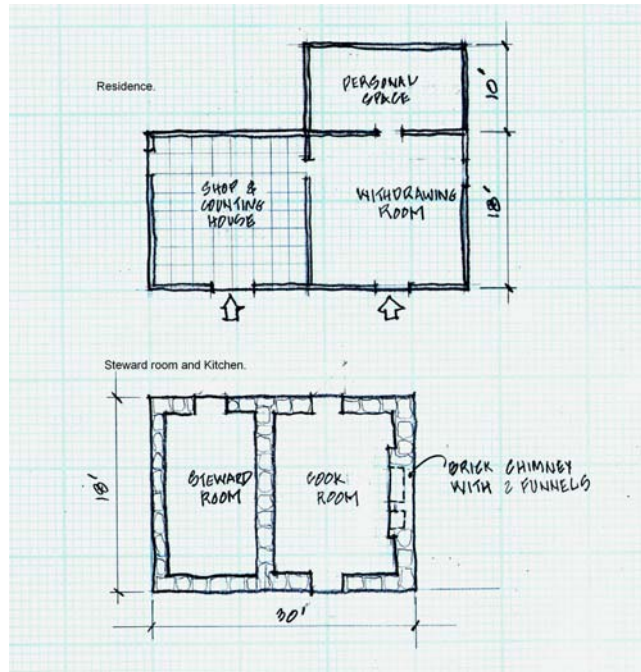 Residence.
PERSONAL
SPACE
10'
SHOP &
COUNTING
HOUSE
WITHDRAWING
ROOM
18'
Steward room and Kitchen.
18'
STEWARD
ROOM
COOK
ROOM
BRICK CHIMNEY
WITH 2 FUNNELS
30'